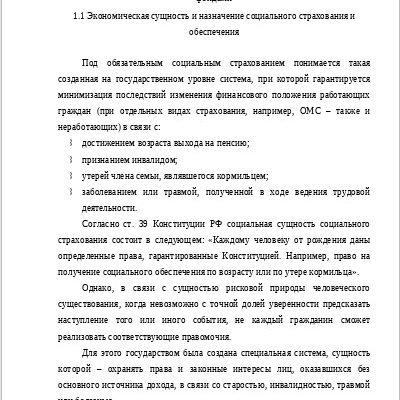 1.1 Экономическая сущность и назначение социального страхования и
обеспечения
Под обязательным социальным страхованием понимается такая
созданная на государственном уровне система, при которой гарантируется
минимизация последствий изменения финансового положения работающих
граждан (при отдельных видах страхования, например, ОМС – также и
неработающих) в связи с:
достижением возраста выхода на пенсию;
признанием инвалидом;
утерей члена семьи, являвшегося кормильцем;
заболеванием или травмой, полученной в ходе ведения трудовой
деятельности.
Согласно ст. 39 Конституции РФ социальная сущность социального
страхования состоит в следующем: «Каждому человеку от рождения даны
определенные права, гарантированные Конституцией. Например, право на
получение социального обеспечения по возрасту или по утере кормильца».
Однако, в связи с сущностью рисковой природы человеческого
существования, когда невозможно с точной долей уверенности предсказать
наступление того или иного события, не каждый гражданин сможет
реализовать соответствующие правомочия.
Для этого государством была создана специальная система, сущность
которой – охранять права и законные интересы лиц, оказавшихся без
основного источника дохода, в связи со старостью, инвалидностью, травмой